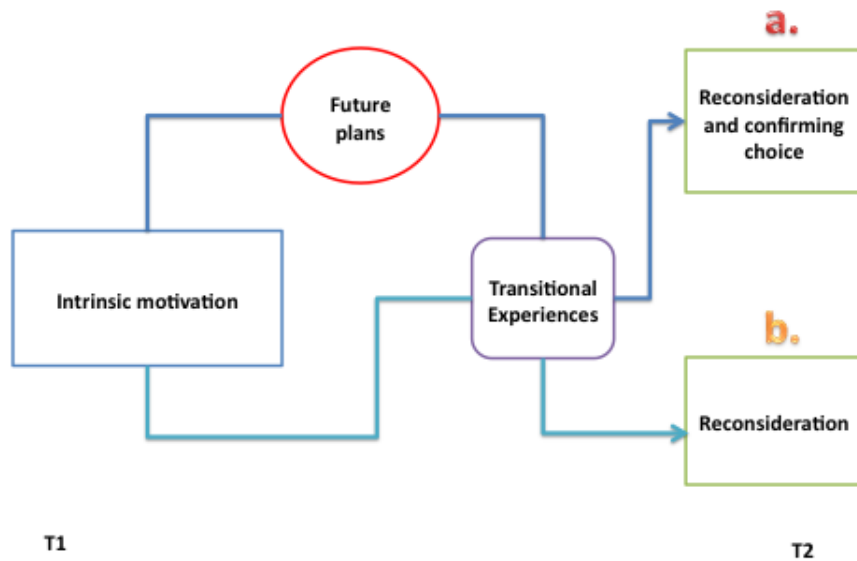 a.
Future
plans
Reconsideration
and confirming
choice
Intrinsic motivation
Transitional
Experiences
b.
Reconsideration
T1
T2